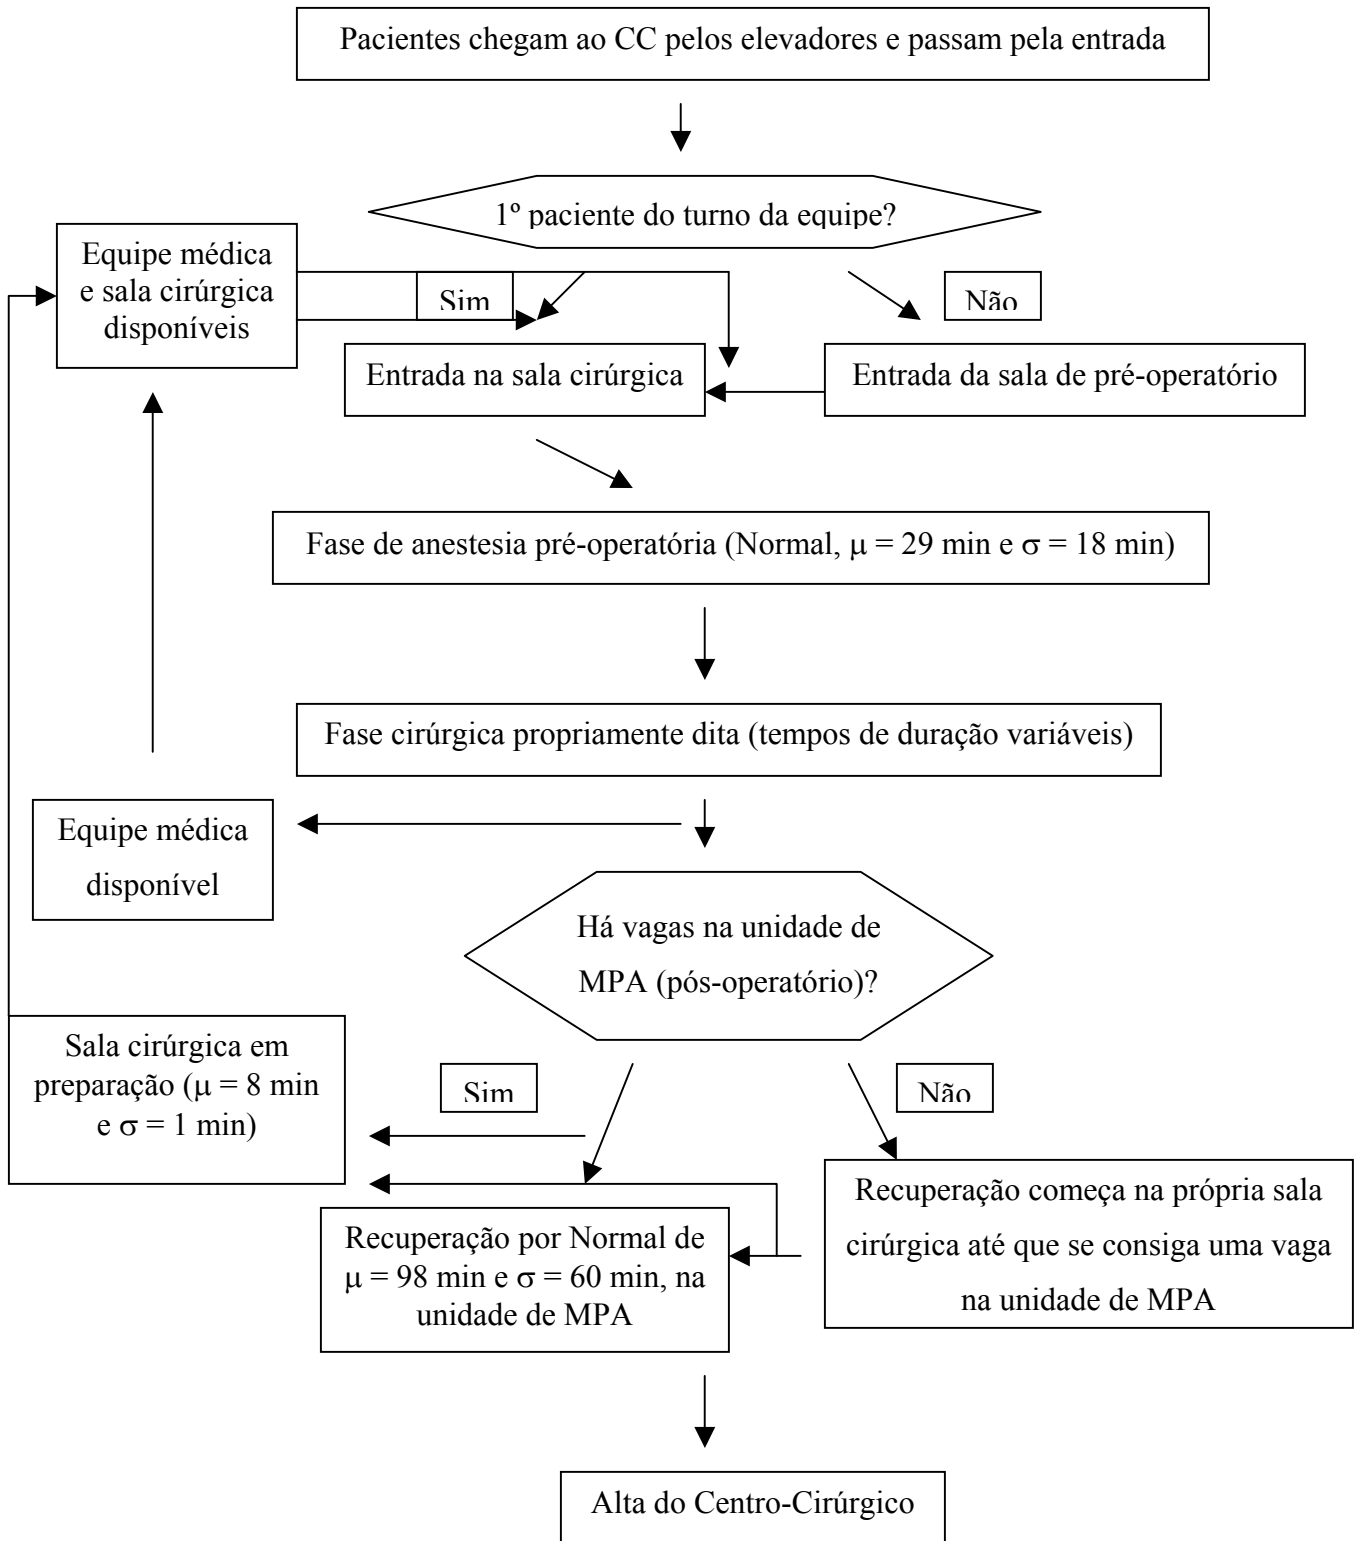 Pacientes chegam ao CC pelos elevadores e passam pela entrada
1º paciente do turno da equipe?
Equipe médica
e sala cirúrgica
disponíveis
Sim
Não
Entrada na sala cirúrgica
Entrada da sala de pré-operatório
Fase de anestesia pré-operatória (Normal, μ = 29 min e σ = 18 min)
Fase cirúrgica propriamente dita (tempos de duração variáveis)
Equipe médica
disponível
Há vagas na unidade de
MPA (pós-operatório)?
Sala cirúrgica em
preparação (μ = 8 min
e σ = 1 min)
Sim
Não
Recuperação por Normal de
μ = 98 min e σ = 60 min, na
unidade de MPA
Recuperação começa na própria sala
cirúrgica até que se consiga uma vaga
na unidade de MPA
Alta do Centro-Cirúrgico